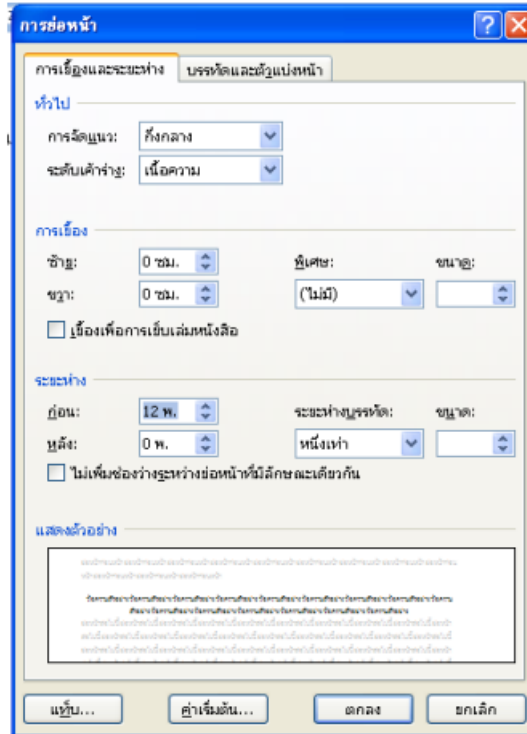 การย่อหน้า
การเยื้องและระยะห่าง บรรทัดและตัวแบ่งหน้า
ทั่วไป
การจัดแนว: กึ่งกลาง
ระดับเค้าร่าง: เนื้อความ
การเยื้อง
ซ้าย: 0 ซม. พิเศษ: ขนาด:
ขวา: 0 ซม. (ไม่มี)
เยื้องเพื่อการเย็บเล่มหนังสือ
ระยะห่าง
ก่อน: 12 พ. ระยะห่างบรรทัด: ขนาด:
หลัง: 0 พ. หนึ่งเท่า
ไม่เพิ่มช่องว่างระหว่างย่อหน้าที่มีลักษณะเดียวกัน
แสดงตัวอย่าง
แท็บ... ค่าเริ่มต้น... ตกลง ยกเลิก